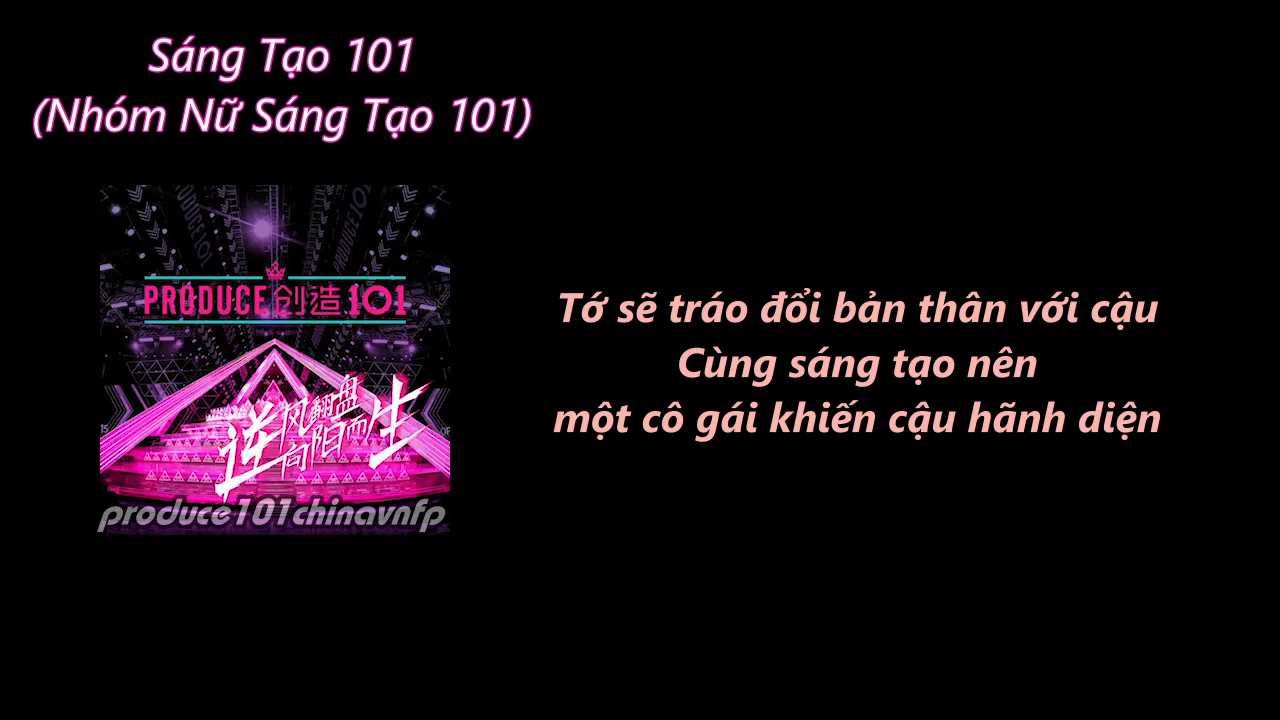 Sáng Tạo 101
(Nhóm Nữ Sáng Tạo 101)
PRODUCE 创造 101
逆风翻盘
向阳而生
produce101chinavnfp
Tớ sẽ tráo đổi bản thân với cậu
Cùng sáng tạo nên
một cô gái khiến cậu hãnh diện